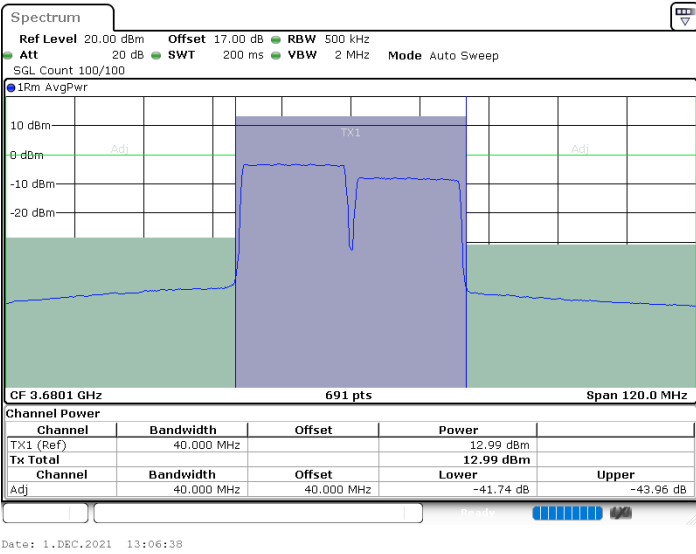 Spectrum
Ref Level 20.00 dBm Offset 17.00 dB RBW 500 kHz
Att 20 dB SWT 200 ms VBW 2 MHz Mode Auto Sweep
SGL Count 100/100
1Rm AvgPwr
10 dBm
TX1
0 dBm
Adj
Adj
-10 dBm
-20 dBm
CF 3.6801 GHz 691 pts Span 120.0 MHz
Channel Power
Channel Bandwidth Offset Power
TX1 (Ref) 40.000 MHz 12.99 dBm
Tx Total 12.99 dBm
Channel Bandwidth Offset Lower Upper
Adj 40.000 MHz 40.000 MHz -41.74 dB -43.96 dB
Ready
Date: 1.DEC.2021 13:06:38